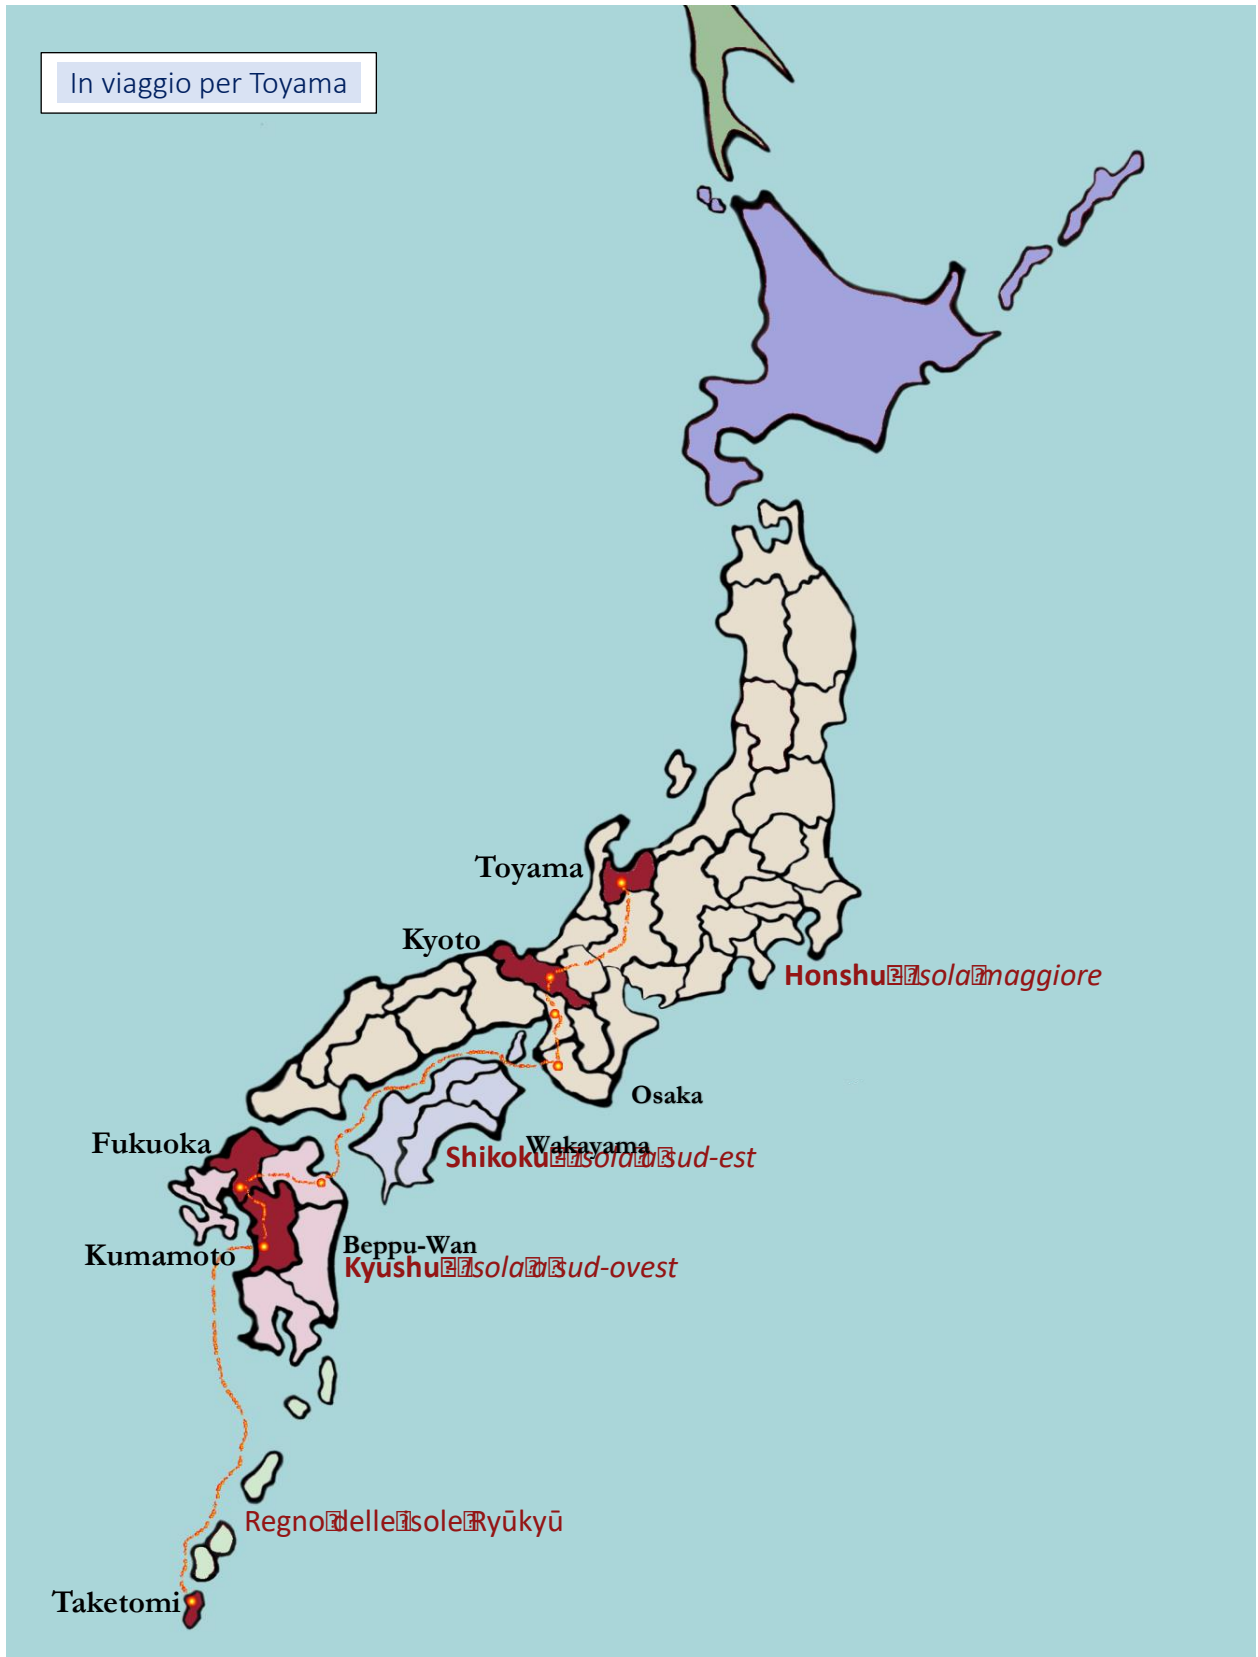 In viaggio per Toyama
Toyama
Kyoto
Honshu - Isola maggiore
Osaka
Fukuoka
Wakayama
Shikoku - isola a sud-est
Kumamoto
Beppu-Wan
Kyushu - Isola a sud-ovest
Regno delle isole Ryūkyū
Taketomi